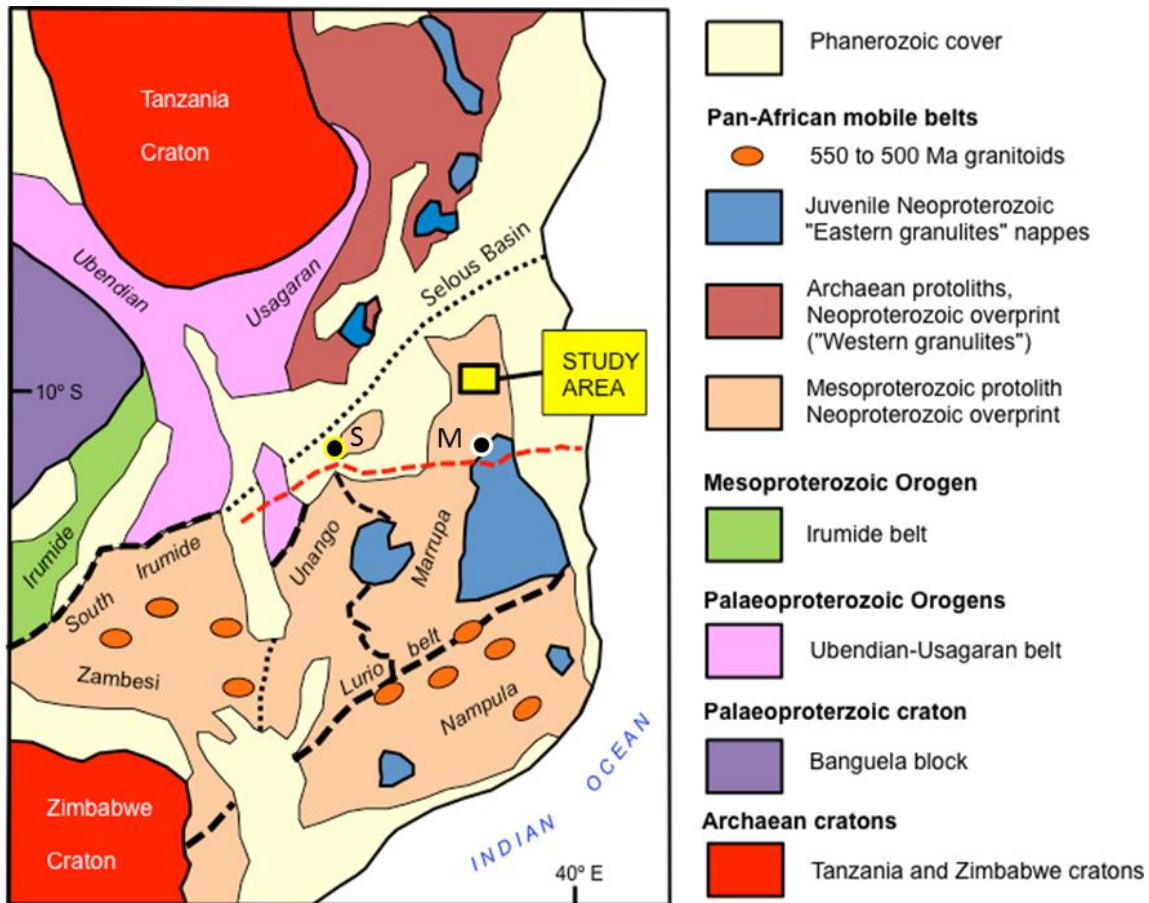 Tanzania
Craton
Ubendian
Usagaran
Selous Basin
STUDY
AREA
10º S
S
M
Irumide
South
Irumide
Unango
Marrupa
Zambesi
Lurio
belt
Nampula
Zimbabwe
Craton
INDIAN OCEAN
40º E
Phanerozoic cover
Pan-African mobile belts
550 to 500 Ma granitoids
Juvenile Neoproterozoic
"Eastern granulites" nappes
Archaean protoliths,
Neoproterozoic overprint
("Western granulites")
Mesoproterozoic protolith
Neoproterozoic overprint
Mesoproterozoic Orogen
Irumide belt
Palaeoproterozoic Orogens
Ubendian-Usagaran belt
Palaeoproterzoic craton
Banguela block
Archaean cratons
Tanzania and Zimbabwe cratons